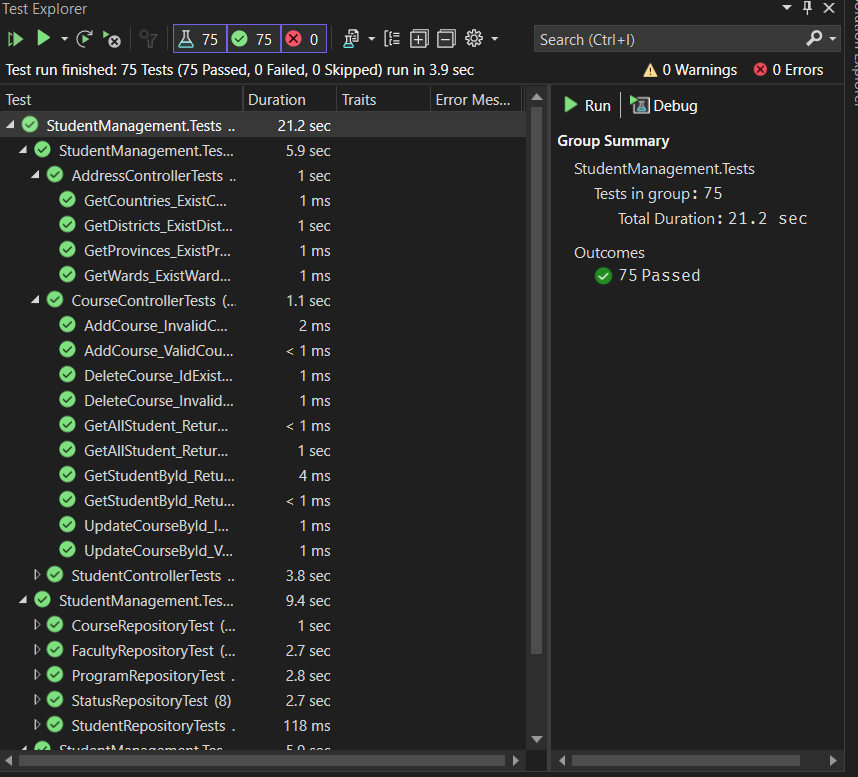 Test Explorer
75 75 0
Search (Ctrl+I)
Test run finished: 75 Tests (75 Passed, 0 Failed, 0 Skipped) run in 3.9 sec
0 Warnings 0 Errors
Test Duration Traits Error Mes...
StudentManagement.Tests .. 21.2 sec
StudentManagement.Tes... 5.9 sec
AddressControllerTests .. 1 sec
GetCountries_ExistC... 1 ms
GetDistricts_ExistDist... 1 sec
GetProvinces_ExistPr... 1 ms
GetWards_ExistWard... 1 ms
CourseControllerTests (... 1.1 sec
AddCourse_InvalidC... 2 ms
AddCourse_ValidCou... < 1 ms
DeleteCourse_IdExist... 1 ms
DeleteCourse_Invalid... 1 ms
GetAllStudent_Retur... < 1 ms
GetAllStudent_Retur... 1 sec
GetStudentById_Retu... 4 ms
GetStudentById_Retu... < 1 ms
UpdateCourseById_I... 1 ms
UpdateCourseById_V... 1 ms
StudentControllerTests .. 3.8 sec
StudentManagement.Tes... 9.4 sec
CourseRepositoryTest (... 1 sec
FacultyRepositoryTest (... 2.7 sec
ProgramRepositoryTest . 2.8 sec
StatusRepositoryTest (8) 2.7 sec
StudentRepositoryTests . 118 ms
StudentManagement.Tes... 5.9 sec
Run Debug
Group Summary
StudentManagement.Tests
Tests in group: 75
Total Duration: 21.2 sec
Outcomes
75 Passed